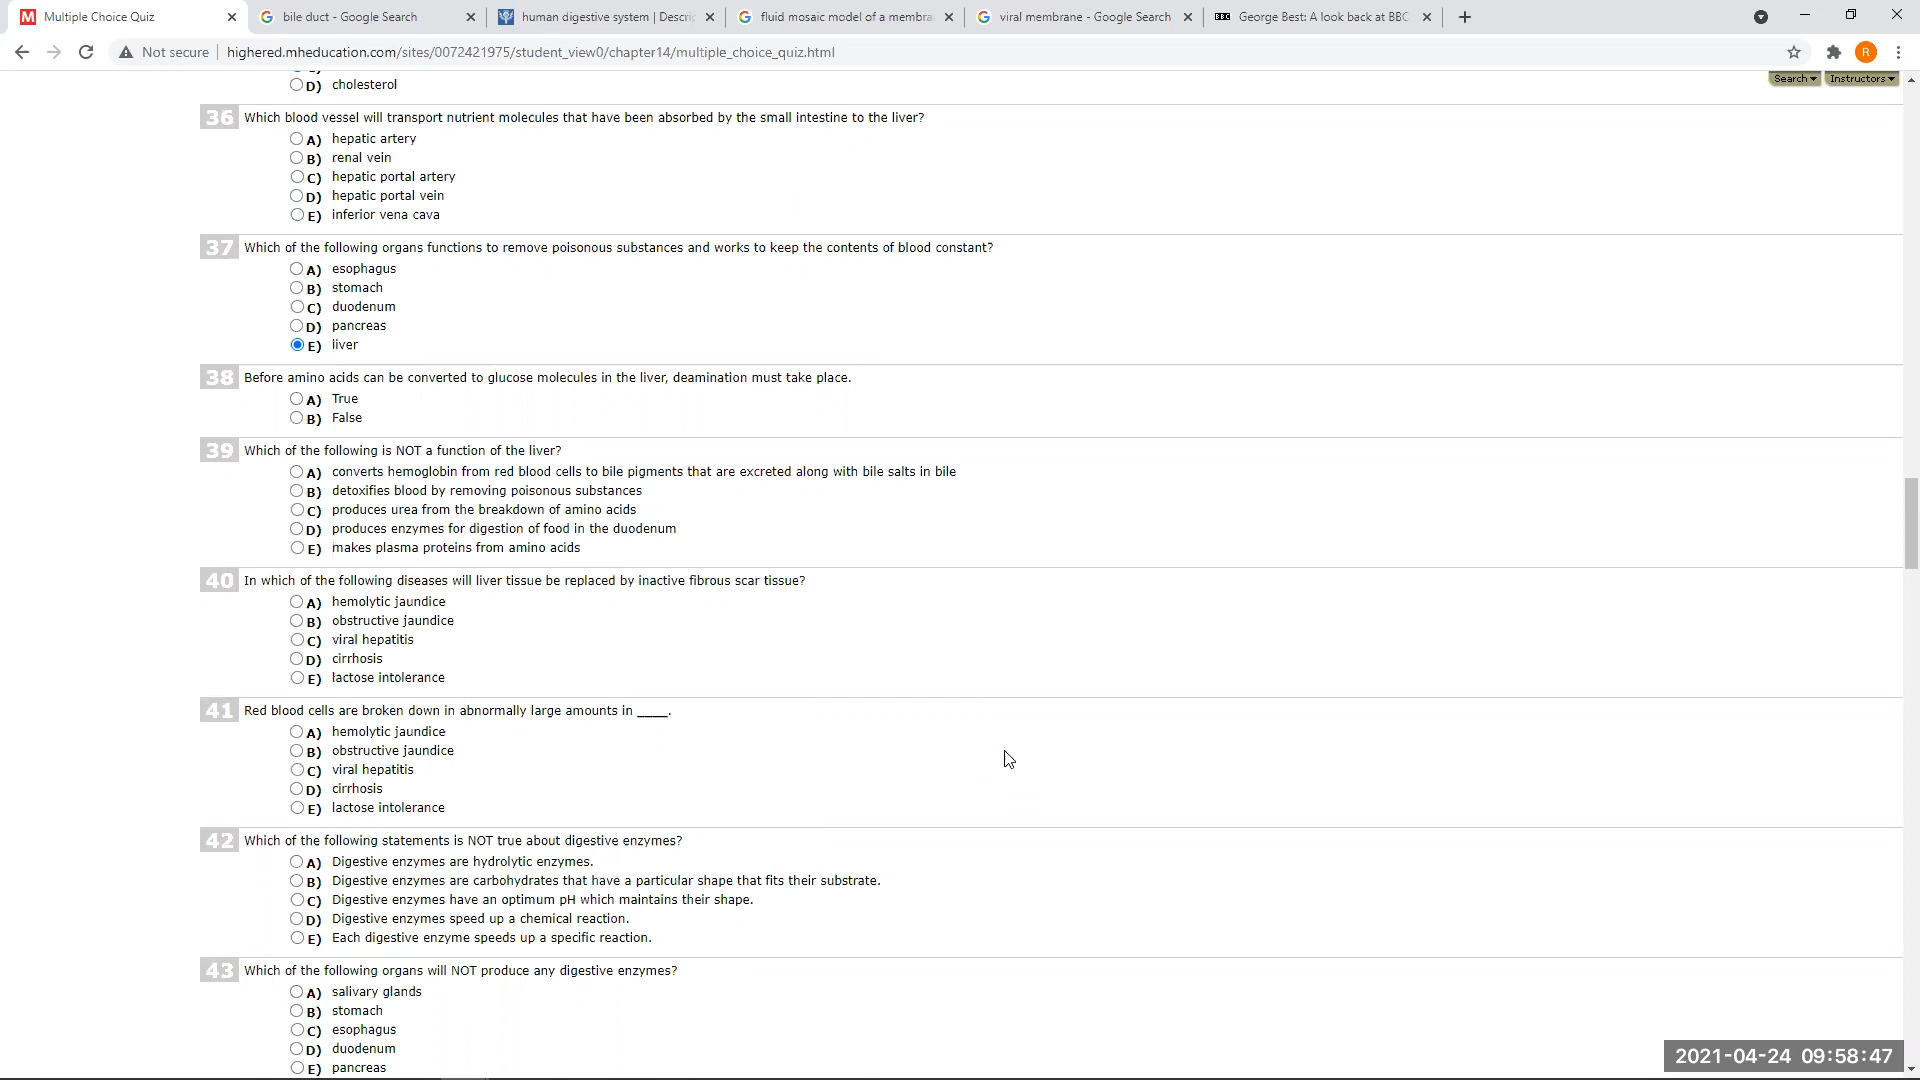 Multiple Choice Quiz
bile duct - Google Search
human digestive system | Descrip
fluid mosaic model of a membra
viral membrane - Google Search
BBC George Best: A look back at BBC
Not secure
highered.mheducation.com/sites/0072421975/student_view0/chapter14/multiple_choice_quiz.html
R
Search
Instructors
D) cholesterol
36 Which blood vessel will transport nutrient molecules that have been absorbed by the small intestine to the liver?
A) hepatic artery
B) renal vein
C) hepatic portal artery
D) hepatic portal vein
E) inferior vena cava
37 Which of the following organs functions to remove poisonous substances and works to keep the contents of blood constant?
A) esophagus
B) stomach
C) duodenum
D) pancreas
E) liver
38 Before amino acids can be converted to glucose molecules in the liver, deamination must take place.
A) True
B) False
39 Which of the following is NOT a function of the liver?
A) converts hemoglobin from red blood cells to bile pigments that are excreted along with bile salts in bile
B) detoxifies blood by removing poisonous substances
C) produces urea from the breakdown of amino acids
D) produces enzymes for digestion of food in the duodenum
E) makes plasma proteins from amino acids
40 In which of the following diseases will liver tissue be replaced by inactive fibrous scar tissue?
A) hemolytic jaundice
B) obstructive jaundice
C) viral hepatitis
D) cirrhosis
E) lactose intolerance
41 Red blood cells are broken down in abnormally large amounts in ____.
A) hemolytic jaundice
B) obstructive jaundice
C) viral hepatitis
D) cirrhosis
E) lactose intolerance
42 Which of the following statements is NOT true about digestive enzymes?
A) Digestive enzymes are hydrolytic enzymes.
B) Digestive enzymes are carbohydrates that have a particular shape that fits their substrate.
C) Digestive enzymes have an optimum pH which maintains their shape.
D) Digestive enzymes speed up a chemical reaction.
E) Each digestive enzyme speeds up a specific reaction.
43 Which of the following organs will NOT produce any digestive enzymes?
A) salivary glands
B) stomach
C) esophagus
D) duodenum
E) pancreas
2021-04-24 09:58:47